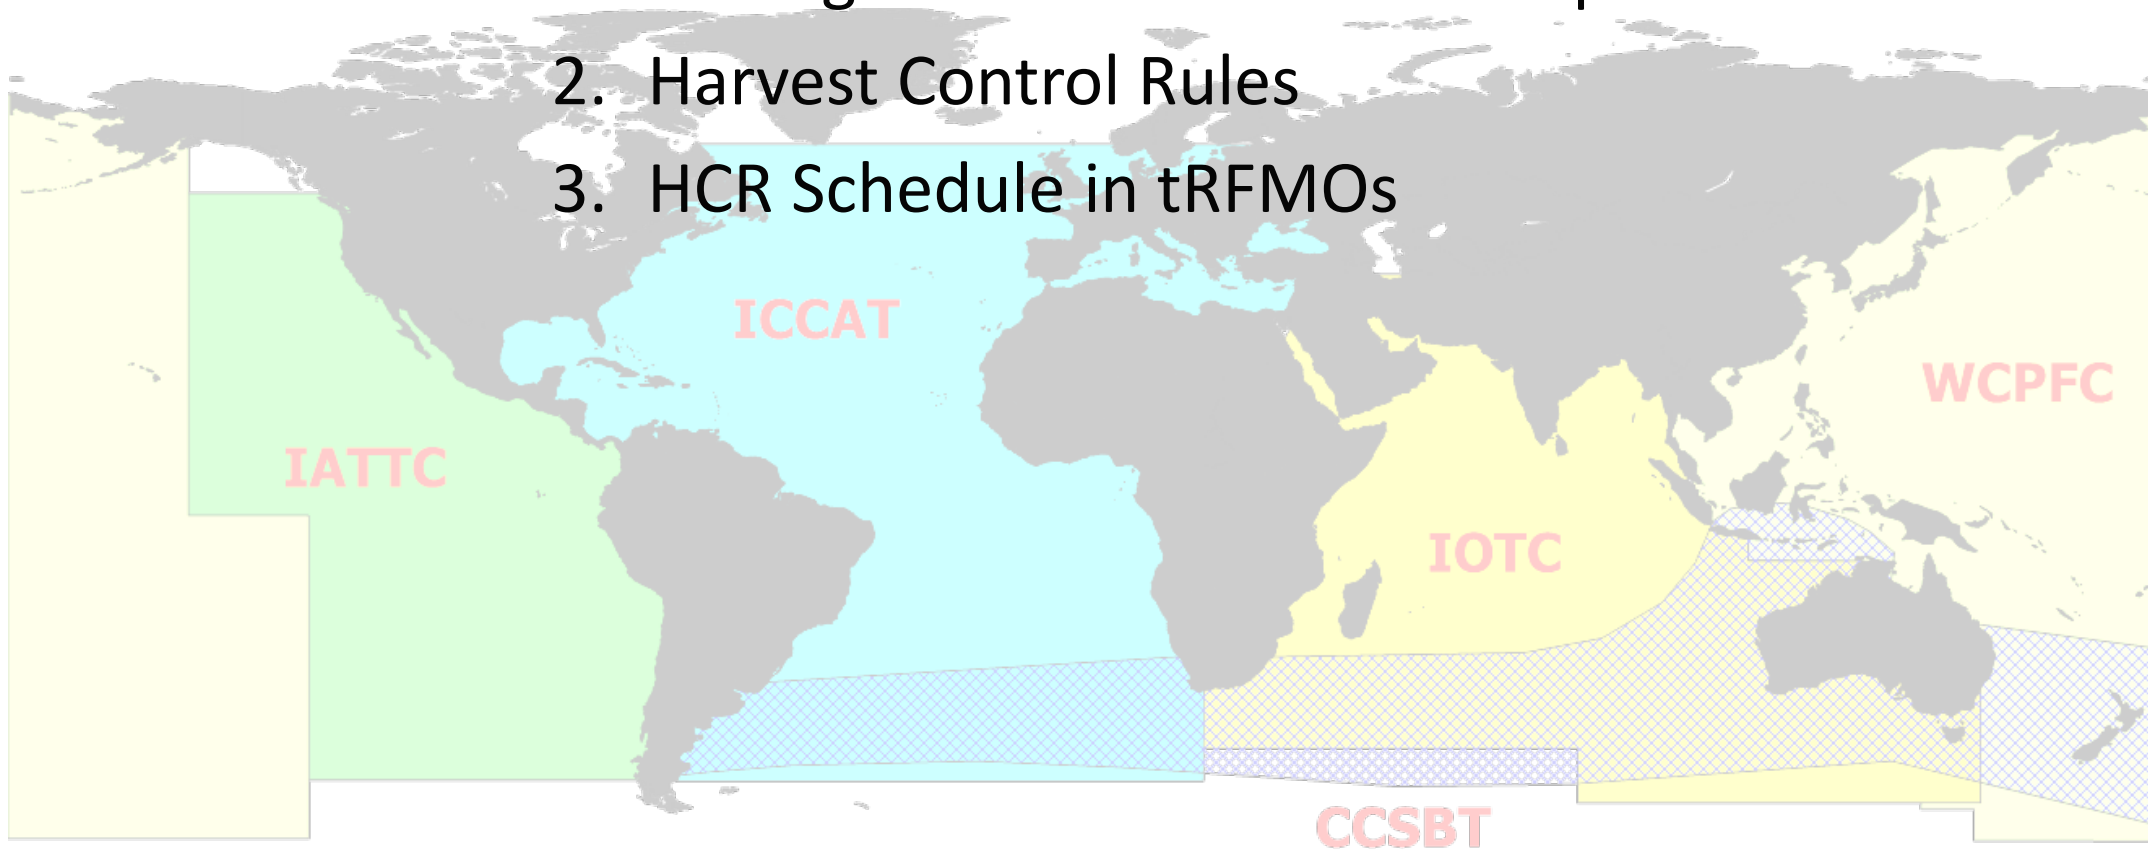 2. Harvest Control Rules
3. HCR Schedule in tRFMOs
ICCAT
WCPFC
IATTC
IOTC
CCSBT